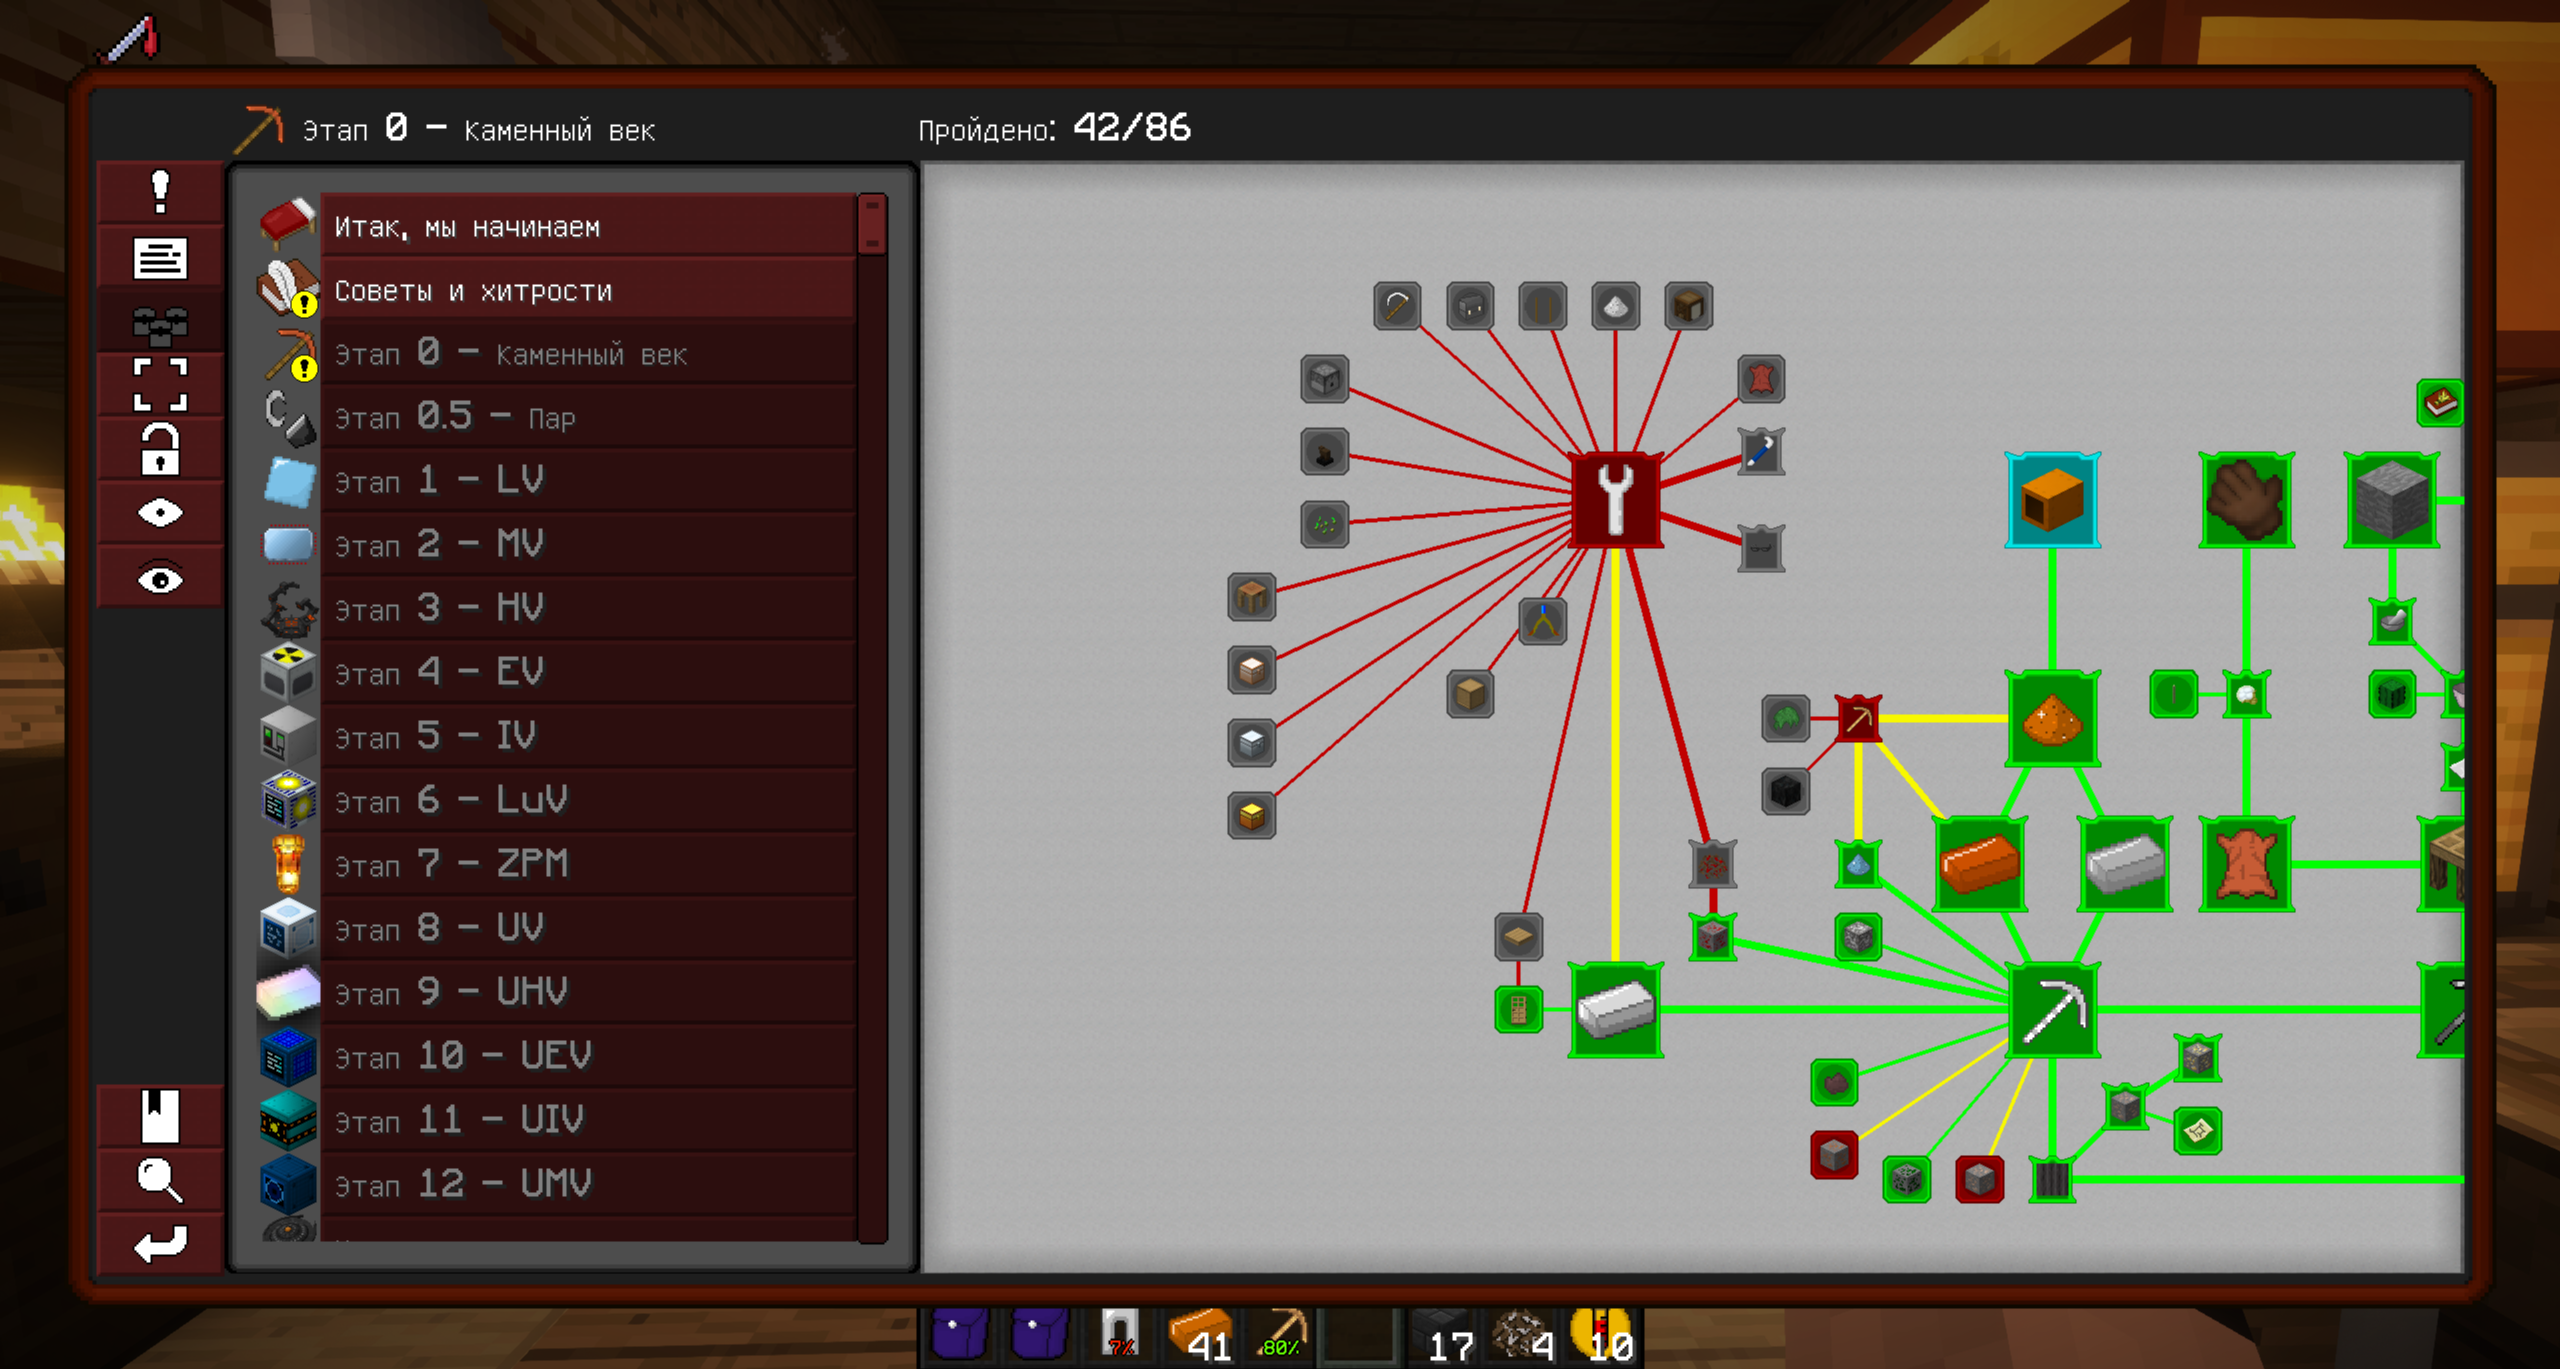 Этап 0 — Каменный век
Пройдено: 42/86
Итак, мы начинаем
Советы и хитрости
Этап 0 — Каменный век
Этап 0.5 — Пар
Этап 1 — LV
Этап 2 — MV
Этап 3 — HV
Этап 4 — EV
Этап 5 — IV
Этап 6 — LuV
Этап 7 — ZPM
Этап 8 — UV
Этап 9 — UHV
Этап 10 — UEV
Этап 11 — UIV
Этап 12 — UMV
7% 41 80% 17 4 10